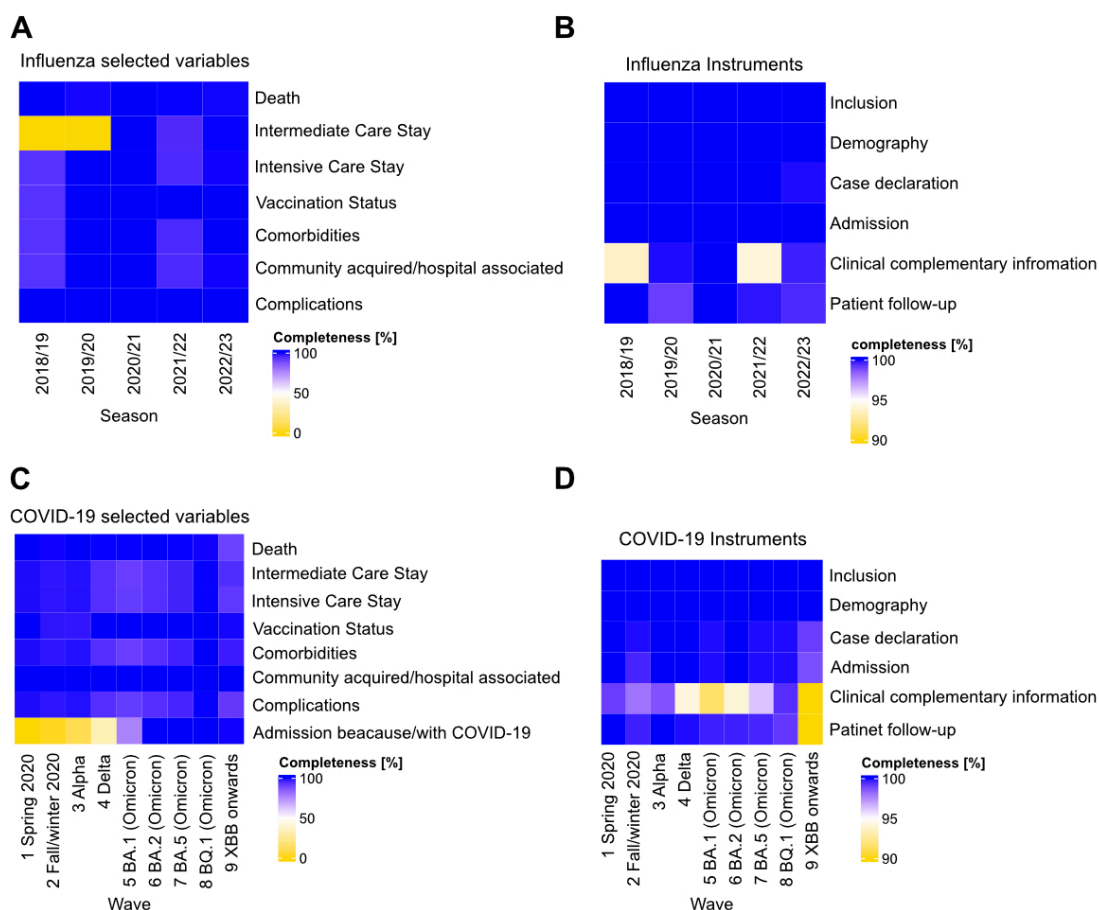 A
Influenza selected variables
Death
Intermediate Care Stay
Intensive Care Stay
Vaccination Status
Comorbidities
Community acquired/hospital associated
Complications
2018/19
2019/20
2020/21
2021/22
2022/23
Season
Completeness [%]
100
50
0
B
Influenza Instruments
Inclusion
Demography
Case declaration
Admission
Clinical complementary infromation
Patient follow-up
2018/19
2019/20
2020/21
2021/22
2022/23
Season
completeness [%]
100
95
90
C
COVID-19 selected variables
Death
Intermediate Care Stay
Intensive Care Stay
Vaccination Status
Comorbidities
Community acquired/hospital associated
Complications
Admission beacause/with COVID-19
1 Spring 2020
2 Fall/winter 2020
3 Alpha
4 Delta
5 BA.1 (Omicron)
6 BA.2 (Omicron)
7 BA.5 (Omicron)
8 BQ.1 (Omicron)
9 XBB onwards
Wave
Completeness [%]
100
50
0
D
COVID-19 Instruments
Inclusion
Demography
Case declaration
Admission
Clinical complementary information
Patinet follow-up
1 Spring 2020
2 Fall/winter 2020
3 Alpha
4 Delta
5 BA.1 (Omicron)
6 BA.2 (Omicron)
7 BA.5 (Omicron)
8 BQ.1 (Omicron)
9 XBB onwards
Wave
Completeness [%]
100
95
90